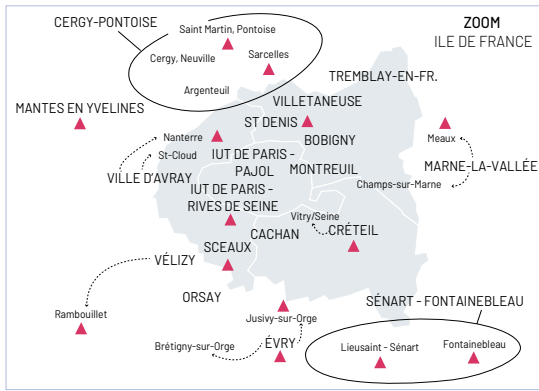 CERGY-PONTOISE
ZOOM
ILE DE FRANCE
Saint Martin, Pontoise
Cergy, Neuville
Sarcelles
Argenteuil
TREMBLAY-EN-FR.
MANTES EN YVELINES
VILLETANEUSE
ST DENIS
BOBIGNY
Nanterre
Meaux
St-Cloud
IUT DE PARIS -
PAJOL
MONTREUIL
MARNE-LA-VALLÉE
VILLE D'AVRAY
Champs-sur-Marne
IUT DE PARIS -
RIVES DE SEINE
Vitry/Seine
CRÉTEIL
CACHAN
SCEAUX
VÉLIZY
ORSAY
SÉNART - FONTAINEBLEAU
Rambouillet
Jusivy-sur-Orge
Brétigny-sur-Orge
ÉVRY
Lieusaint - Sénart
Fontainebleau